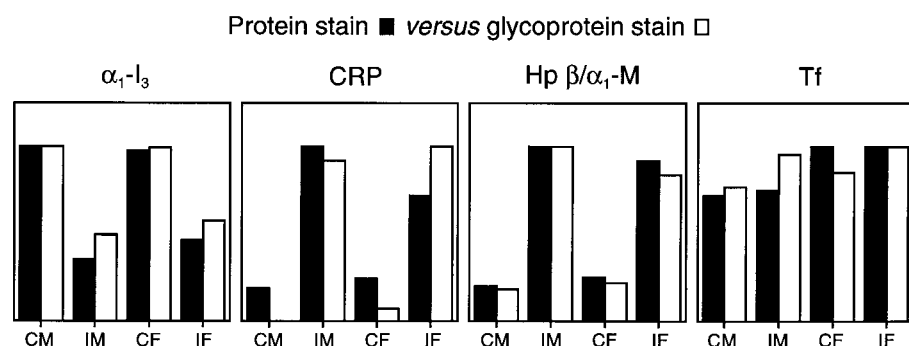 Protein stain ■ versus glycoprotein stain □
α₁-I₃ CRP Hp β/α₁-M Tf
CM IM CF IF CM IM CF IF CM IM CF IF CM IM CF IF